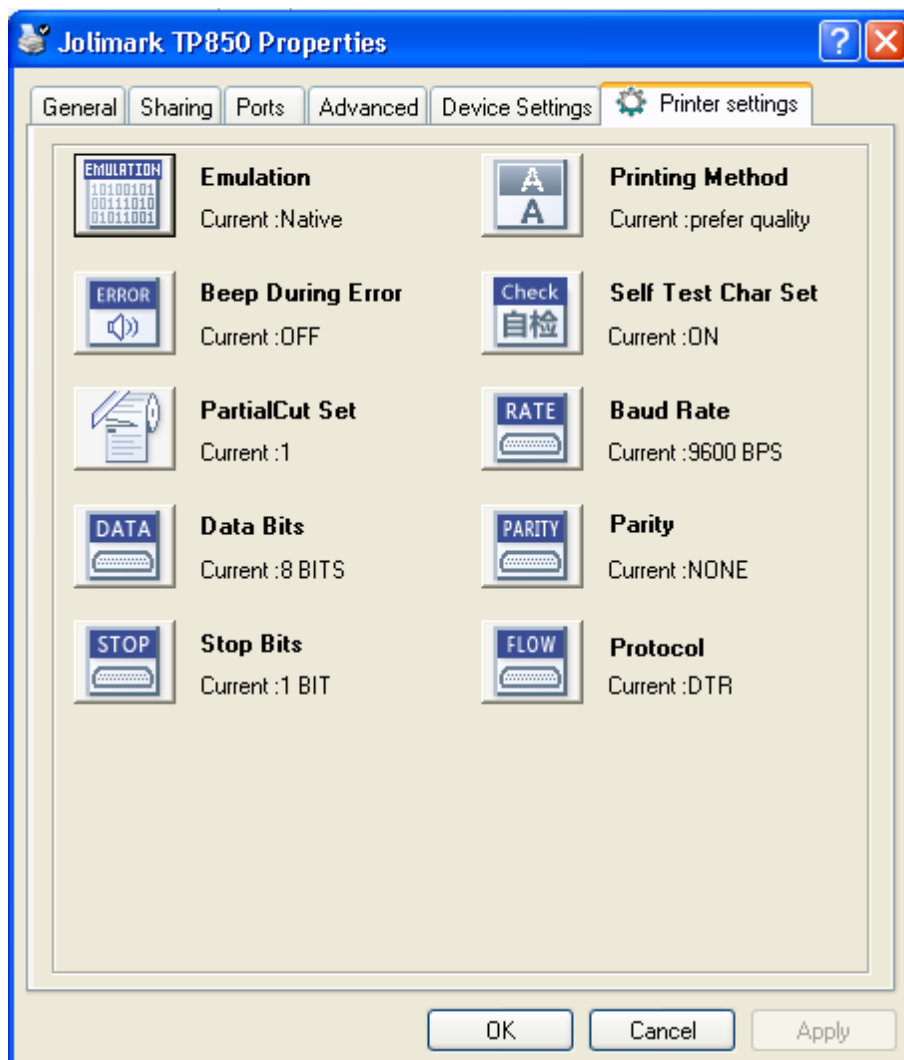 Jolimark TP850 Properties
General Sharing Ports Advanced Device Settings Printer settings
EMULATION
10100101
00111010
01011001
Emulation
Current :Native
A
A
Printing Method
Current :prefer quality
ERROR
Beep During Error
Current :OFF
Check
自检
Self Test Char Set
Current :ON
PartialCut Set
Current :1
RATE
Baud Rate
Current :9600 BPS
DATA
Data Bits
Current :8 BITS
PARITY
Parity
Current :NONE
STOP
Stop Bits
Current :1 BIT
FLOW
Protocol
Current :DTR
OK Cancel Apply